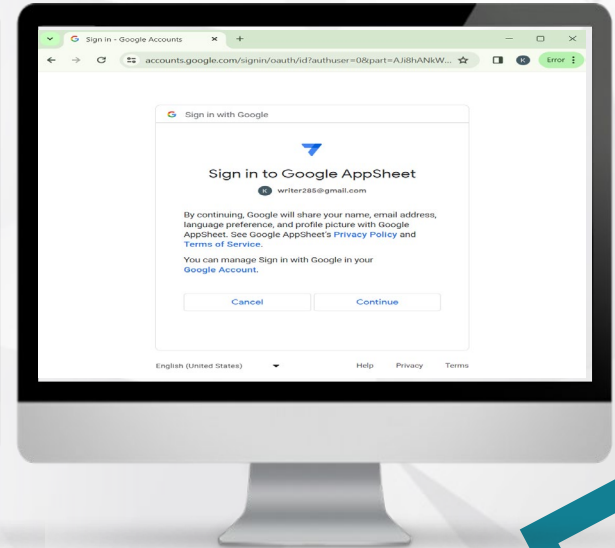 Sign in - Google Accounts
accounts.google.com/signin/oauth/id?authuser=0&part=AJi8hANkW...
K
Error
Sign in with Google
Sign in to Google AppSheet
K writer285@gmail.com
By continuing, Google will share your name, email address,
language preference, and profile picture with Google
AppSheet. See Google AppSheet's Privacy Policy and
Terms of Service.
You can manage Sign in with Google in your
Google Account.
Cancel Continue
English (United States) Help Privacy Terms